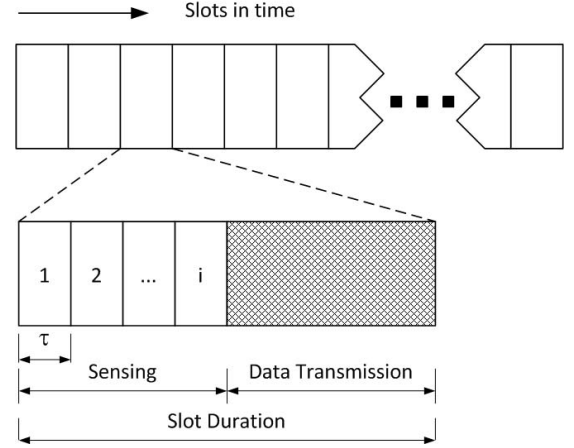 Slots in time
1 2 ... i
τ
Sensing Data Transmission
Slot Duration